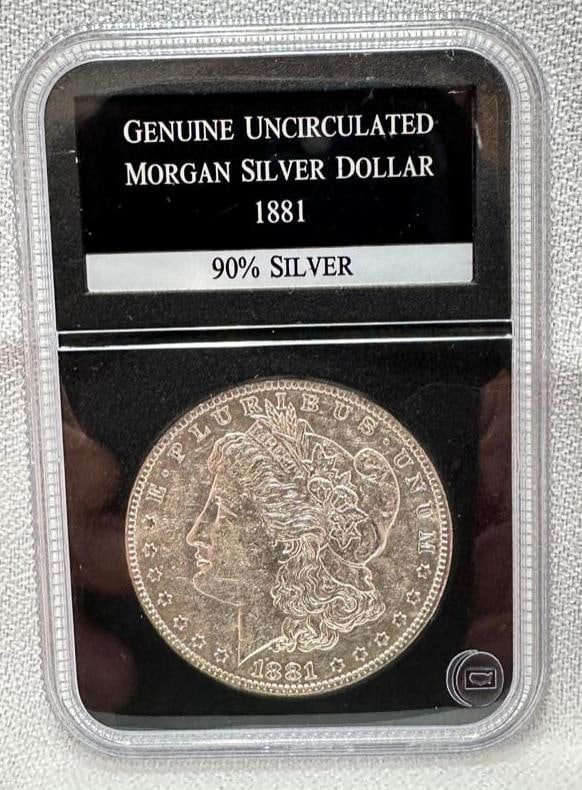 GENUINE UNCIRCULATED
MORGAN SILVER DOLLAR
1881
90% SILVER
E·PLURIBUS·UNUM
LIBERTY
1881